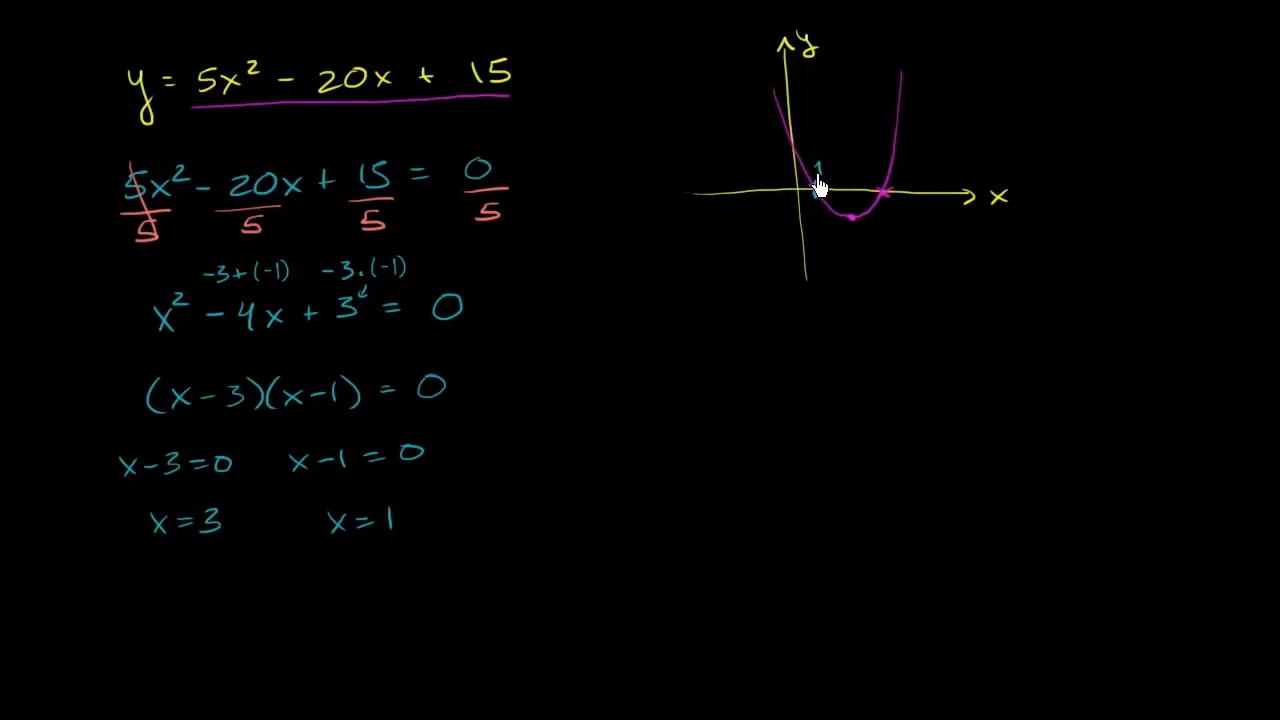 y = 5x² - 20x + 15
5x² - 20x + 15 = 0
5 5 5 5
-3+(-1) -3·(-1)
x² - 4x + 3 = 0
(x-3)(x-1) = 0
x-3=0 x-1=0
x=3 x=1
y
1
x